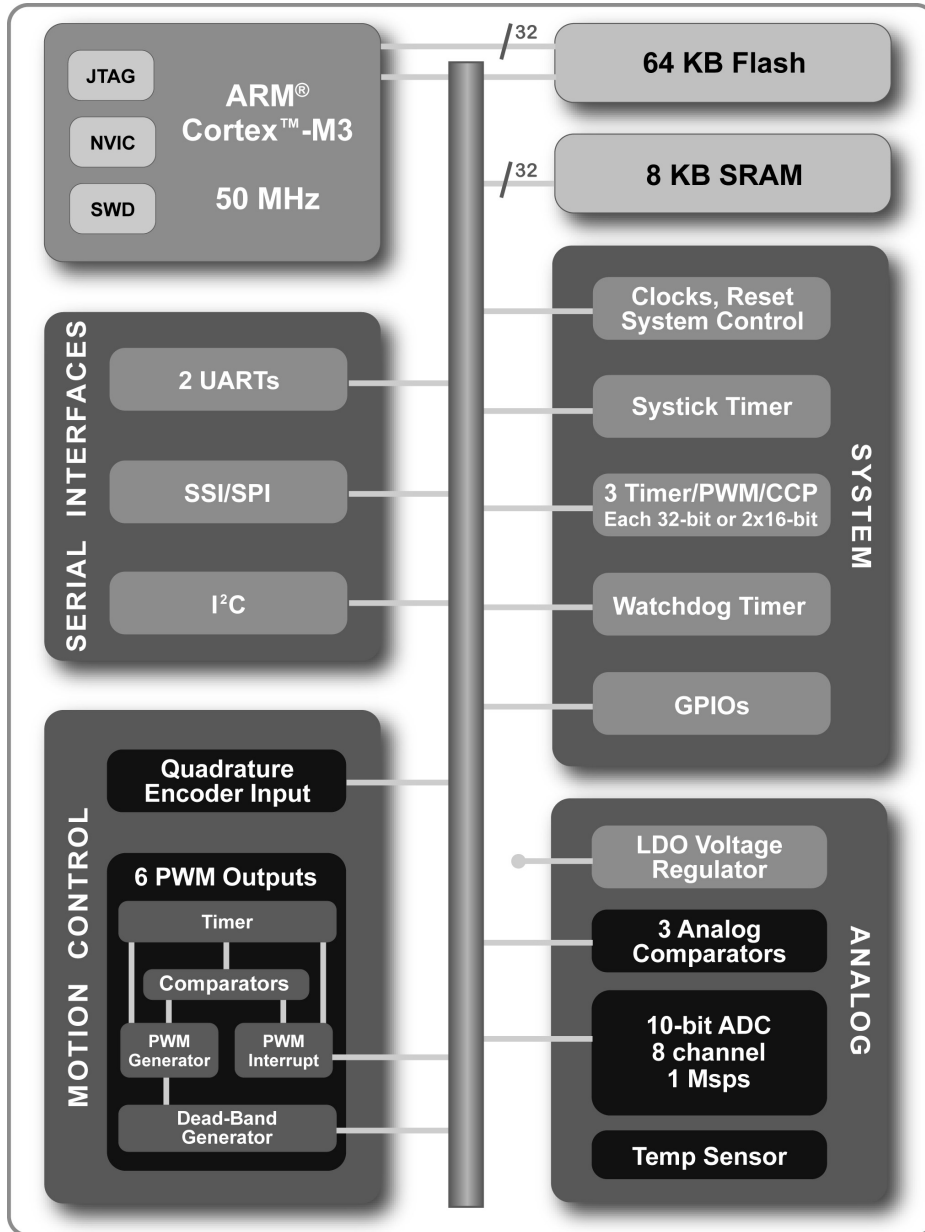 JTAG
NVIC
SWD
ARM®
Cortex™-M3
50 MHz
32
64 KB Flash
32
8 KB SRAM
SERIAL INTERFACES
2 UARTs
SSI/SPI
I²C
SYSTEM
Clocks, Reset
System Control
Systick Timer
3 Timer/PWM/CCP
Each 32-bit or 2x16-bit
Watchdog Timer
GPIOs
MOTION CONTROL
Quadrature
Encoder Input
6 PWM Outputs
Timer
Comparators
PWM
Generator
PWM
Interrupt
Dead-Band
Generator
ANALOG
LDO Voltage
Regulator
3 Analog
Comparators
10-bit ADC
8 channel
1 Msps
Temp Sensor